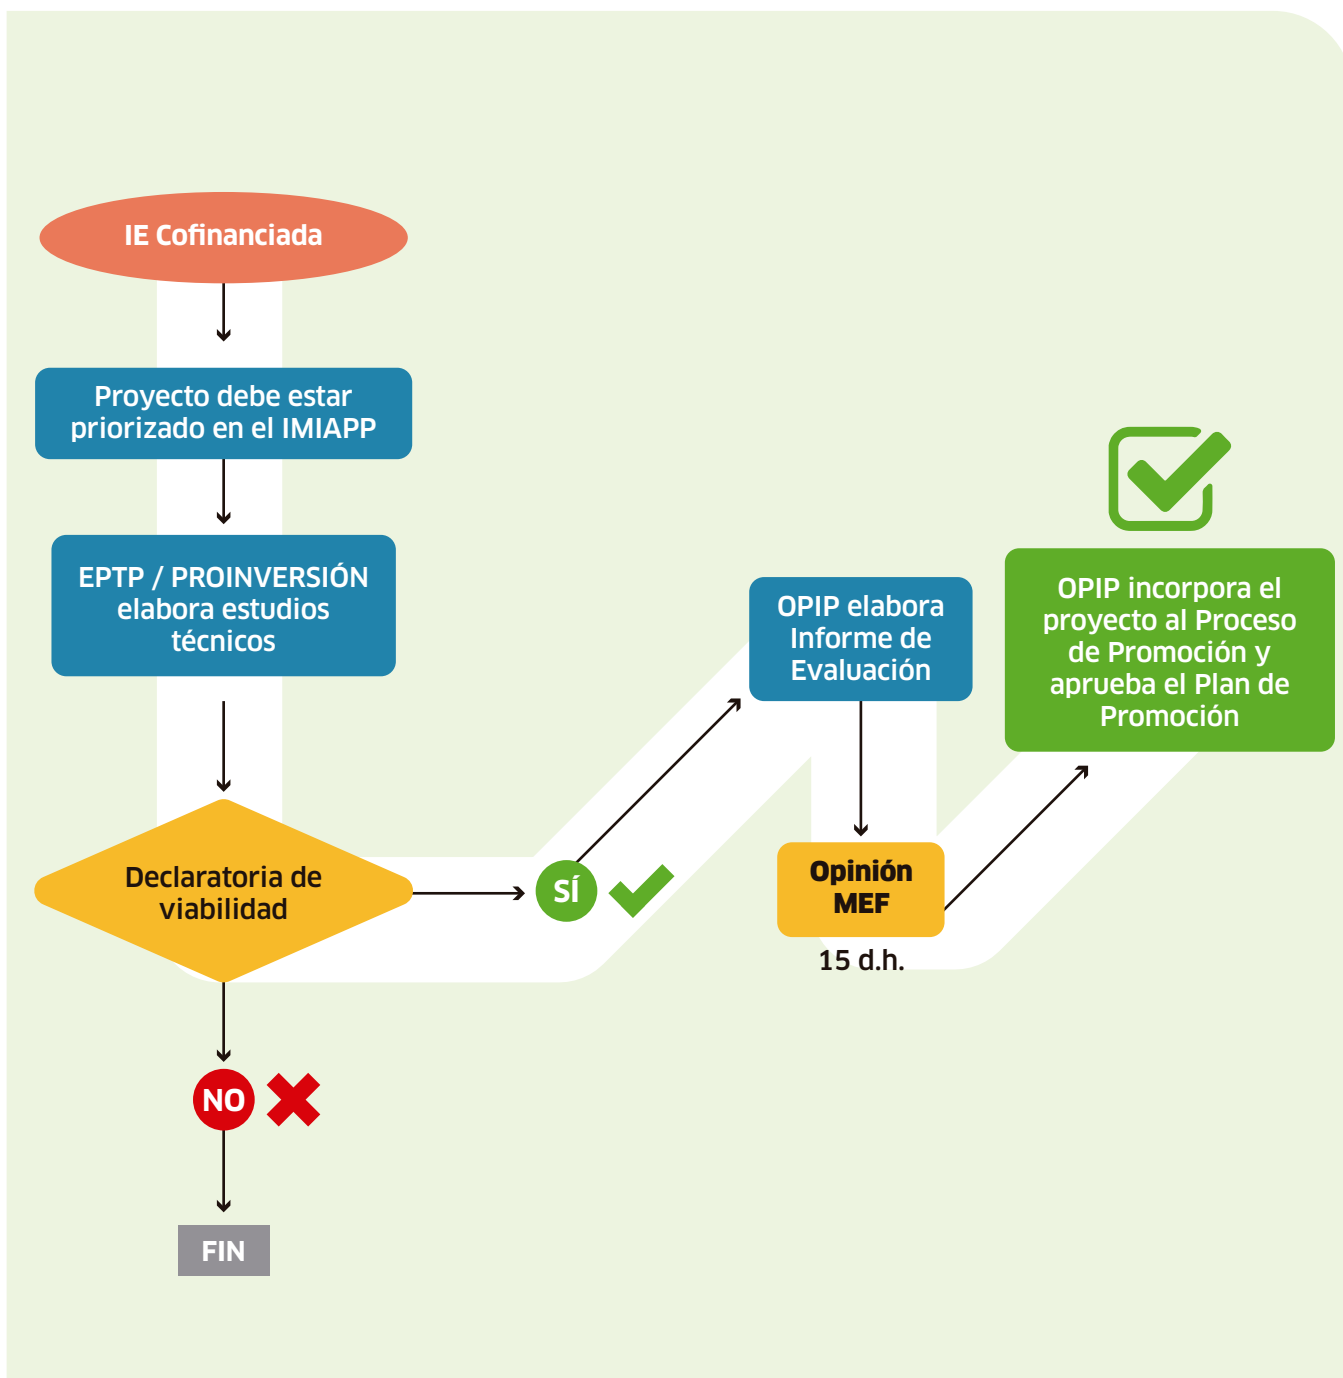 IE Cofinanciada
Proyecto debe estar
priorizado en el IMIAPP
EPTP / PROINVERSIÓN
elabora estudios
técnicos
Declaratoria de
viabilidad
SÍ
NO
FIN
OPIP elabora
Informe de
Evaluación
Opinión
MEF
15 d.h.
OPIP incorpora el
proyecto al Proceso
de Promoción y
aprueba el Plan de
Promoción